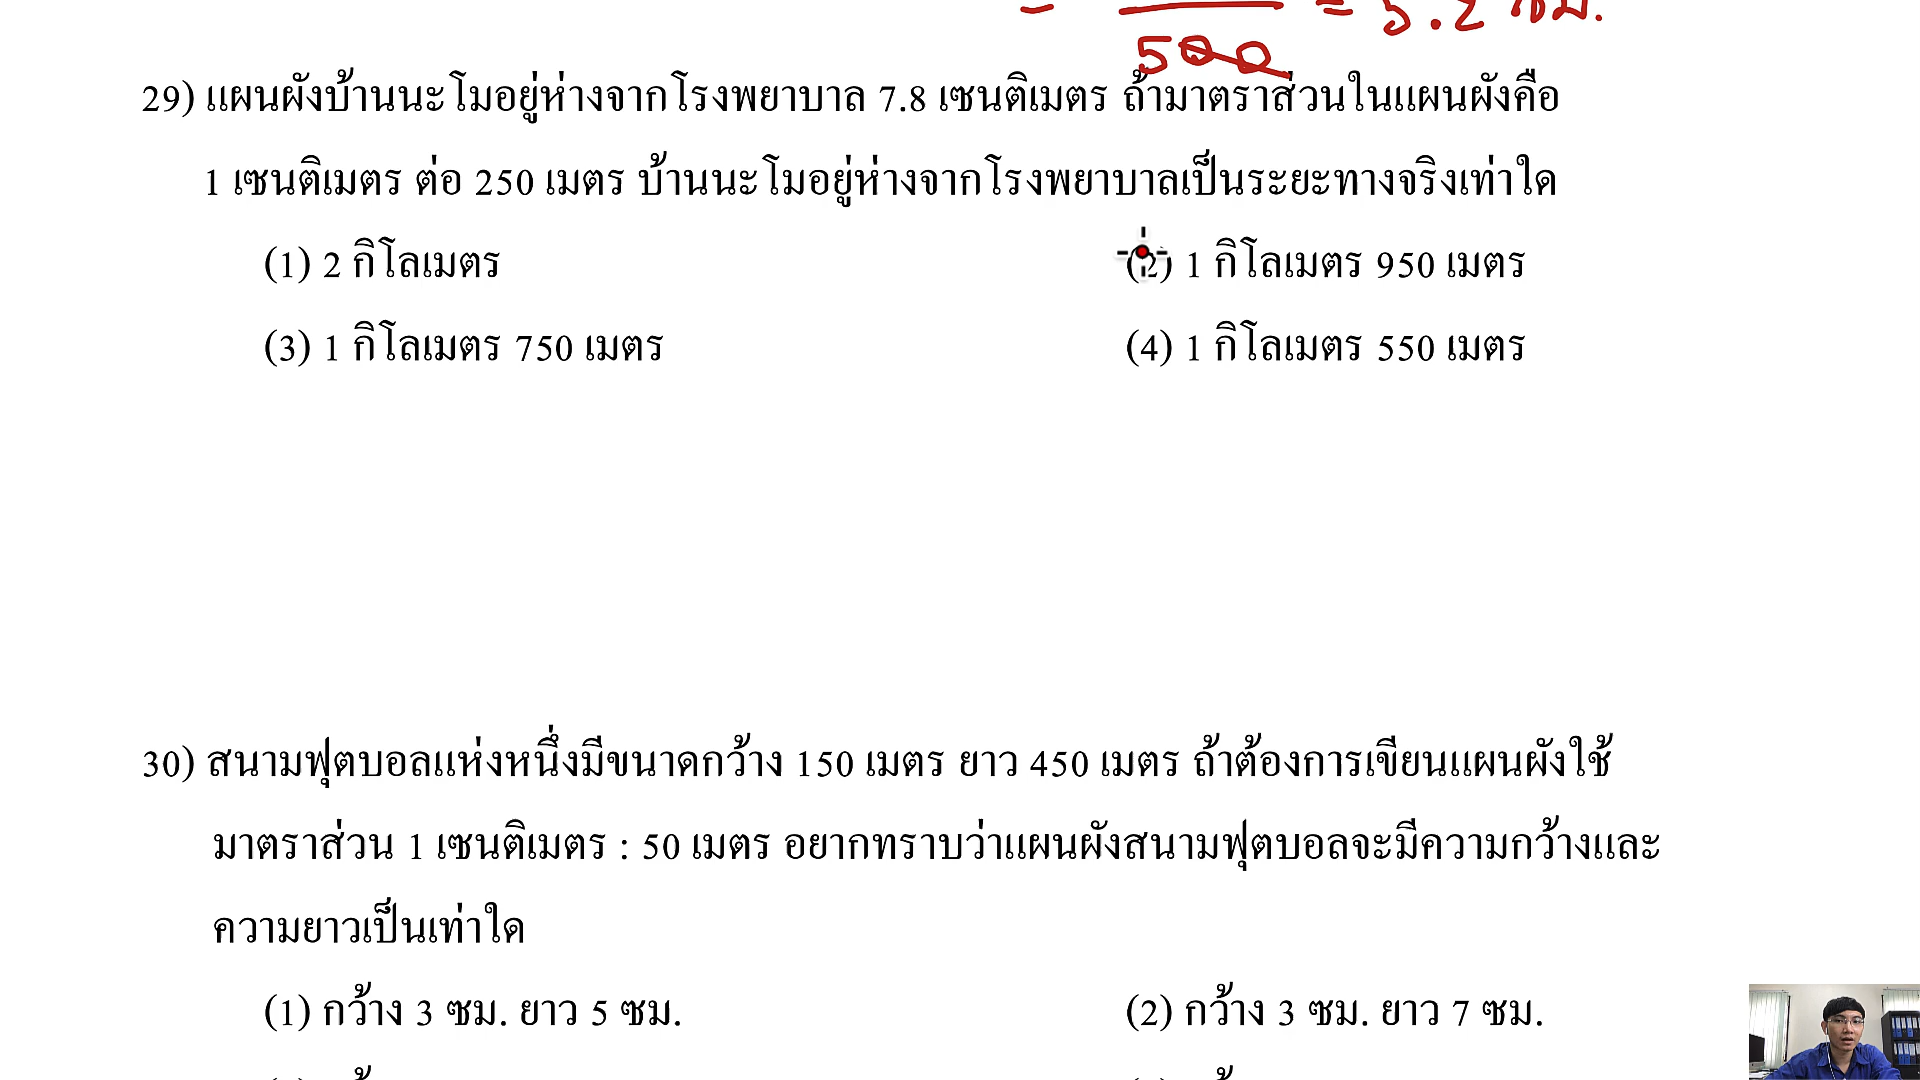 = 5.2 ซม.
500
29) แผนผังบ้านนะโมอยู่ห่างจากโรงพยาบาล 7.8 เซนติเมตร ถ้ามาตราส่วนในแผนผังคือ
1 เซนติเมตร ต่อ 250 เมตร บ้านนะโมอยู่ห่างจากโรงพยาบาลเป็นระยะทางจริงเท่าใด
(1) 2 กิโลเมตร (2) 1 กิโลเมตร 950 เมตร
(3) 1 กิโลเมตร 750 เมตร (4) 1 กิโลเมตร 550 เมตร
30) สนามฟุตบอลแห่งหนึ่งมีขนาดกว้าง 150 เมตร ยาว 450 เมตร ถ้าต้องการเขียนแผนผังใช้
มาตราส่วน 1 เซนติเมตร : 50 เมตร อยากทราบว่าแผนผังสนามฟุตบอลจะมีความกว้างและ
ความยาวเป็นเท่าใด
(1) กว้าง 3 ซม. ยาว 5 ซม. (2) กว้าง 3 ซม. ยาว 7 ซม.